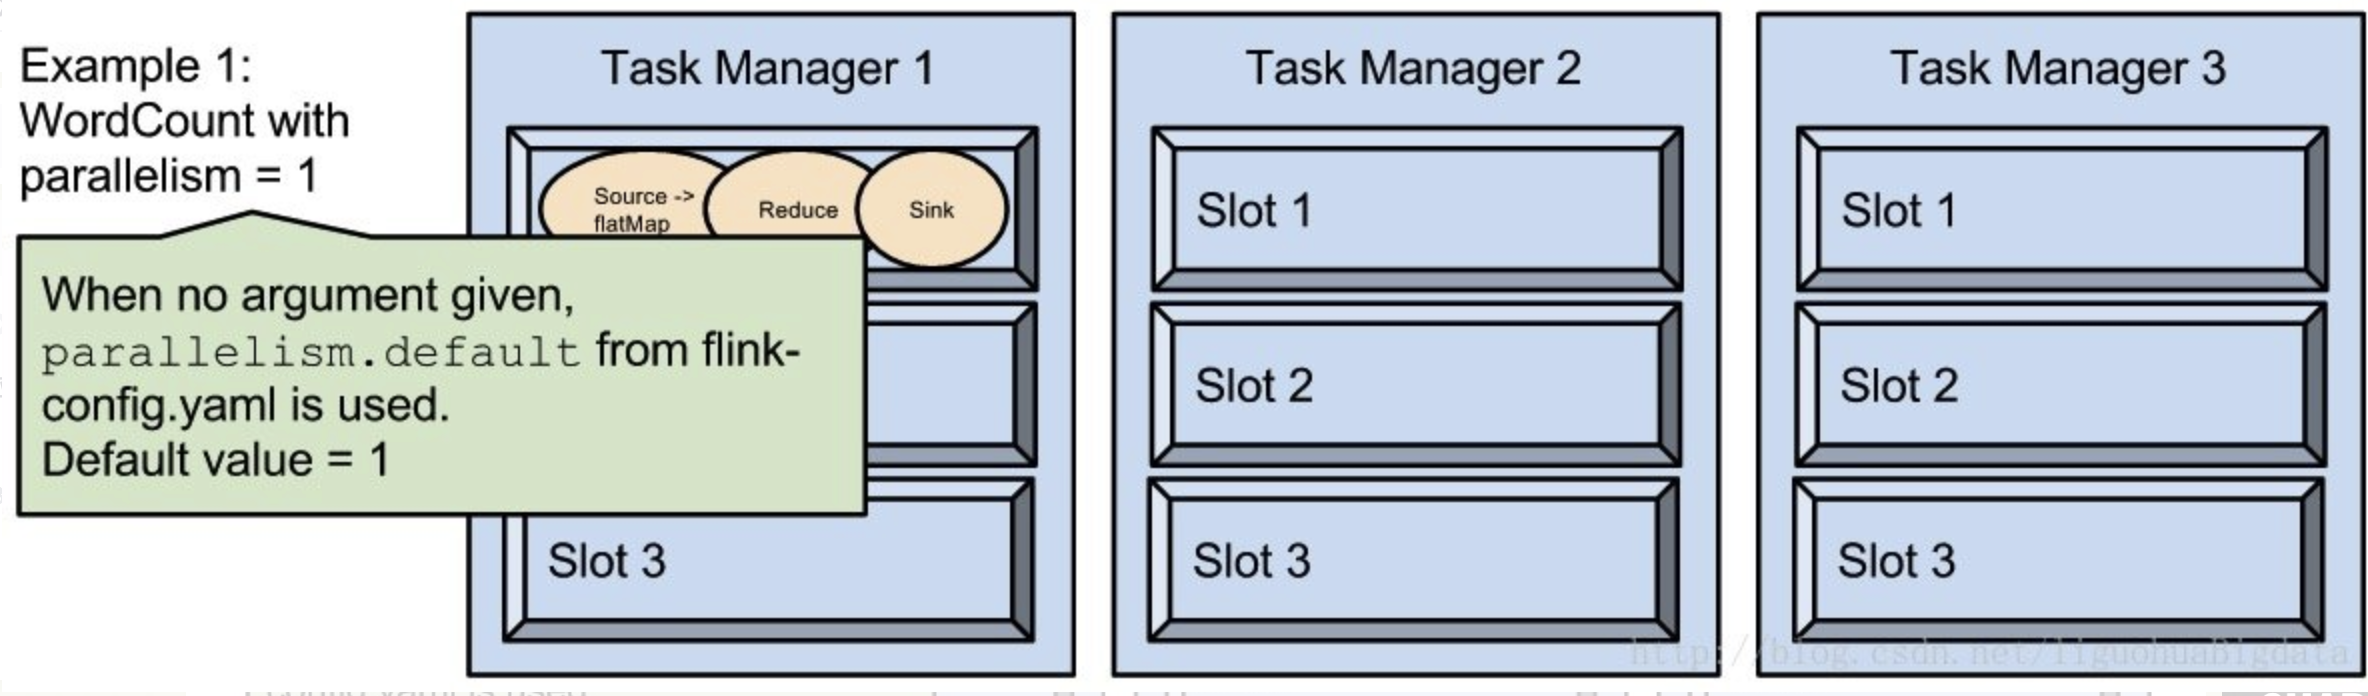 Example 1:
WordCount with
parallelism = 1
When no argument given,
parallelism.default from flink-
config.yaml is used.
Default value = 1
Task Manager 1
Source ->
flatMap
Reduce
Sink
Slot 3
Task Manager 2
Slot 1
Slot 2
Slot 3
Task Manager 3
Slot 1
Slot 2
Slot 3
http://blog.csdn.net/liguohuaBigdata